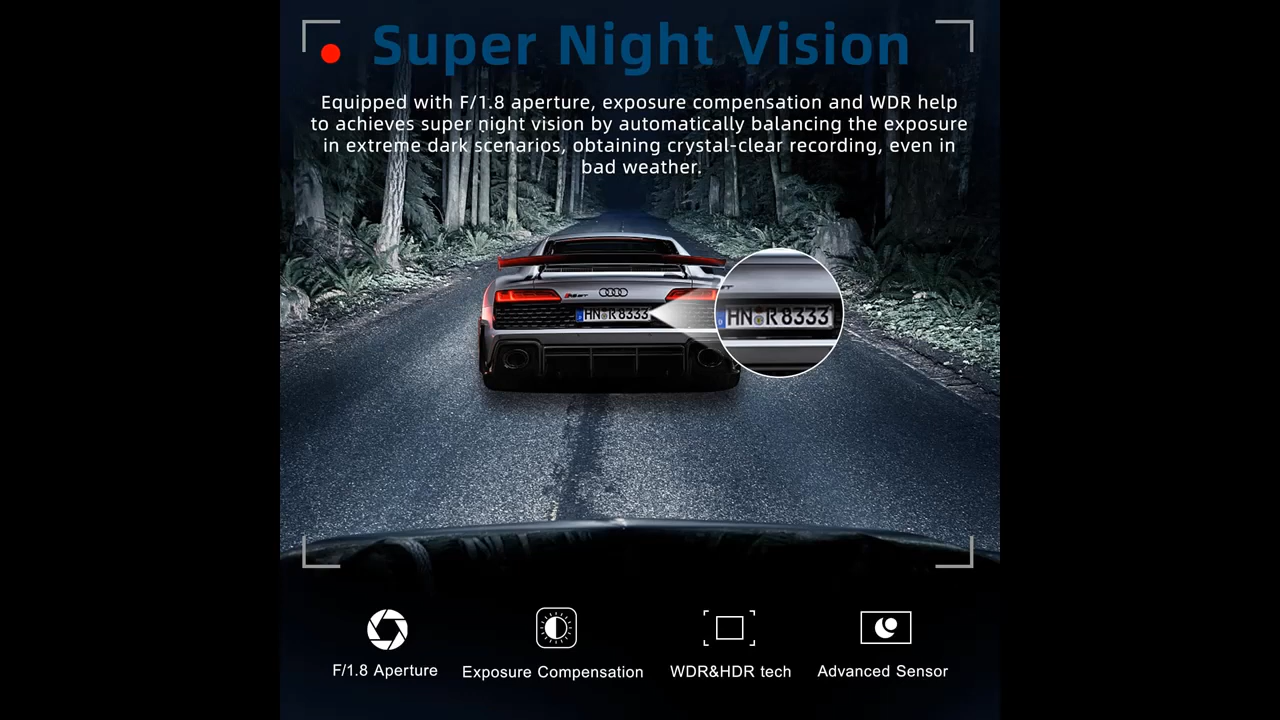 Super Night Vision
Equipped with F/1.8 aperture, exposure compensation and WDR help
to achieves super night vision by automatically balancing the exposure
in extreme dark scenarios, obtaining crystal-clear recording, even in
bad weather.
HN R 8333
HN R 8333
F/1.8 Aperture
Exposure Compensation
WDR&HDR tech
Advanced Sensor